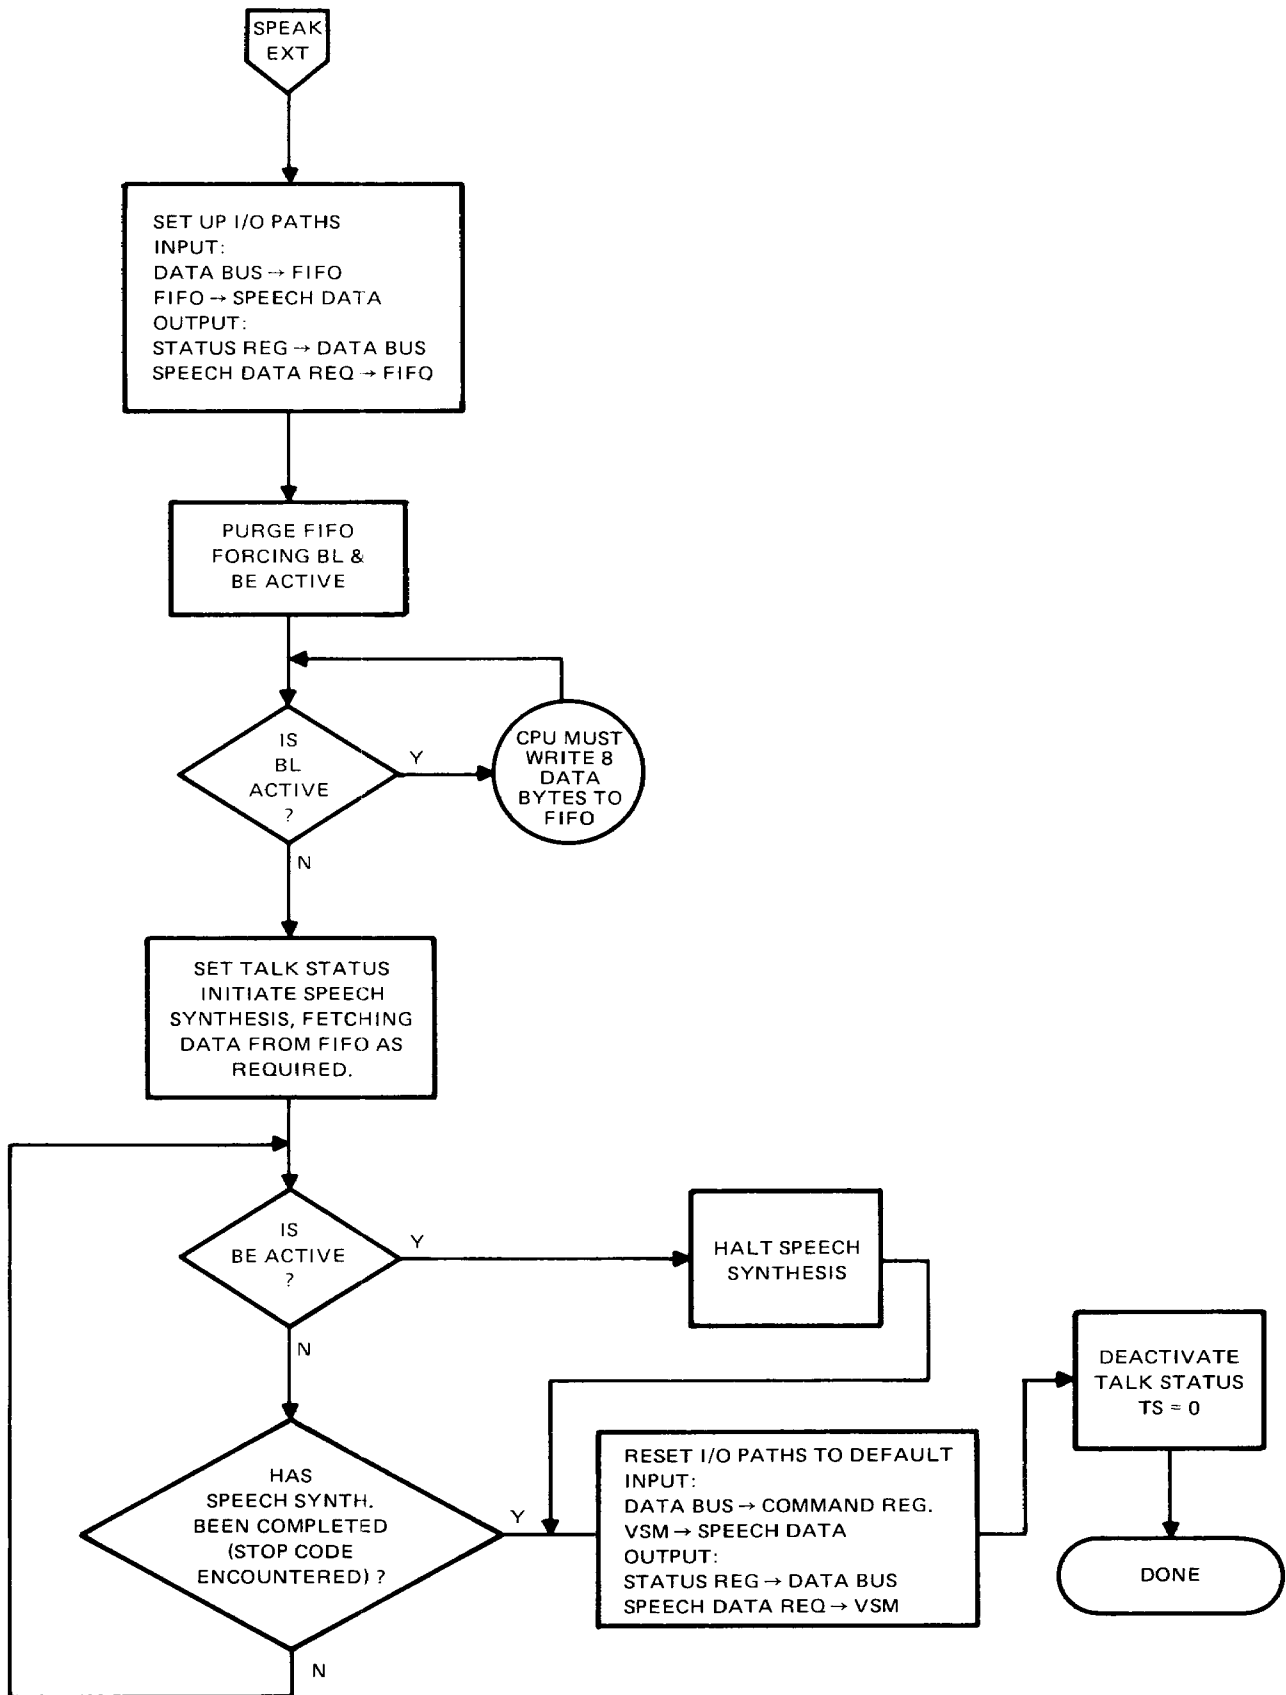 SPEAK
EXT
SET UP I/O PATHS
INPUT:
DATA BUS → FIFO
FIFO → SPEECH DATA
OUTPUT:
STATUS REG → DATA BUS
SPEECH DATA REQ → FIFO
PURGE FIFO
FORCING BL &
BE ACTIVE
IS
BL
ACTIVE
?
Y
CPU MUST
WRITE 8
DATA
BYTES TO
FIFO
N
SET TALK STATUS
INITIATE SPEECH
SYNTHESIS, FETCHING
DATA FROM FIFO AS
REQUIRED.
IS
BE ACTIVE
?
Y
HALT SPEECH
SYNTHESIS
N
DEACTIVATE
TALK STATUS
TS = 0
HAS
SPEECH SYNTH.
BEEN COMPLETED
(STOP CODE
ENCOUNTERED) ?
Y
RESET I/O PATHS TO DEFAULT
INPUT:
DATA BUS → COMMAND REG.
VSM → SPEECH DATA
OUTPUT:
STATUS REG → DATA BUS
SPEECH DATA REQ → VSM
DONE
N